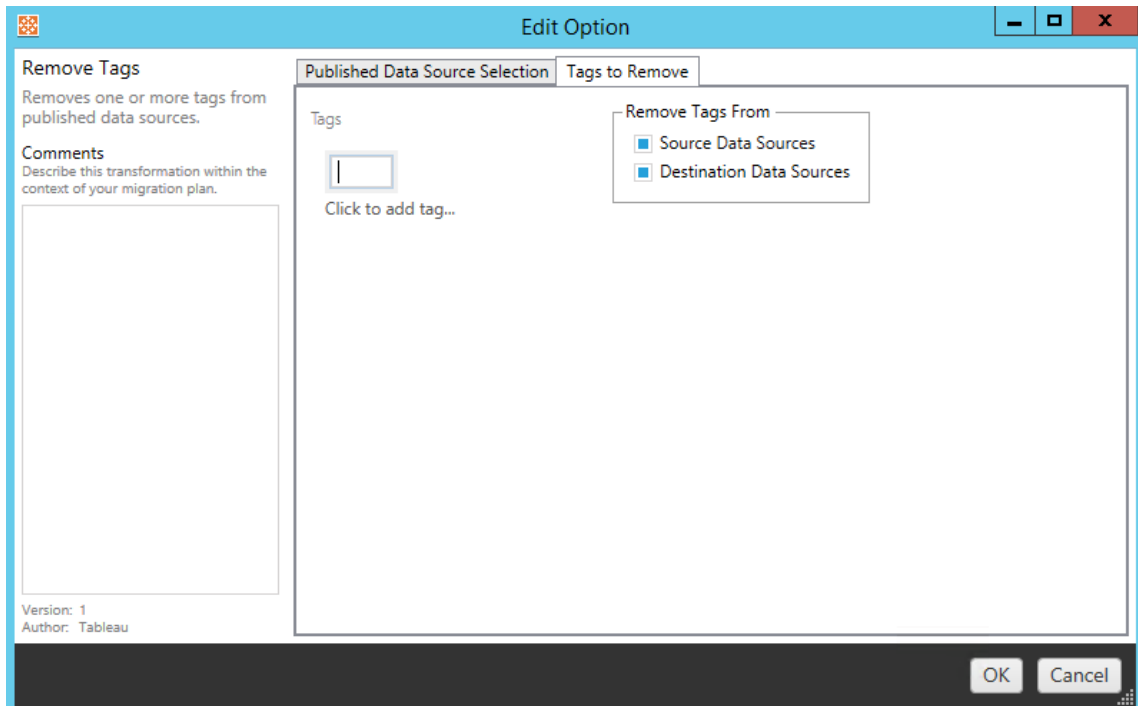 Edit Option
Remove Tags
Removes one or more tags from
published data sources.
Comments
Describe this transformation within the
context of your migration plan.
Version: 1
Author: Tableau
Published Data Source Selection
Tags to Remove
Tags
Click to add tag...
Remove Tags From
Source Data Sources
Destination Data Sources
OK
Cancel